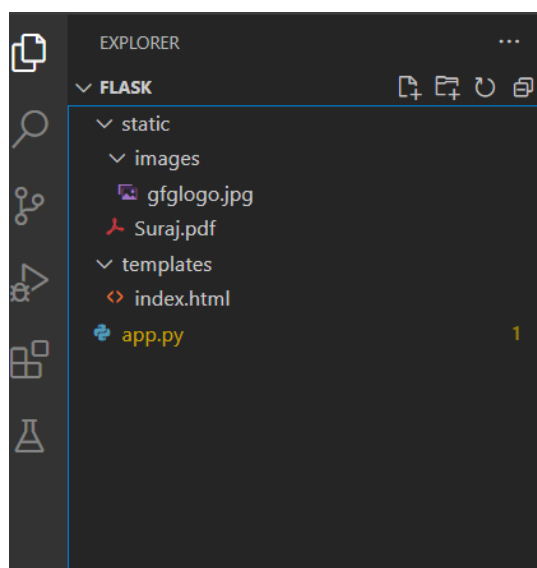 EXPLORER
FLASK
static
images
gfglogo.jpg
Suraj.pdf
templates
index.html
app.py 1